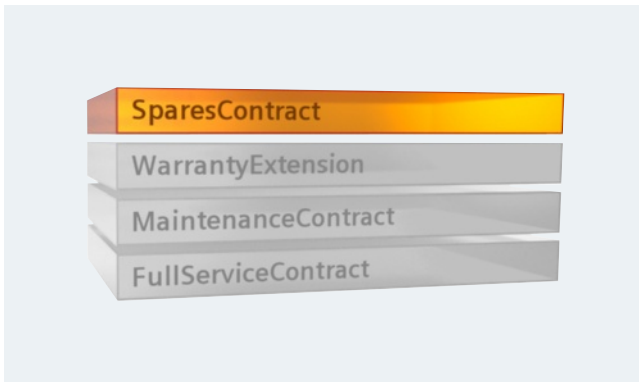 SparesContract
WarrantyExtension
MaintenanceContract
FullServiceContract